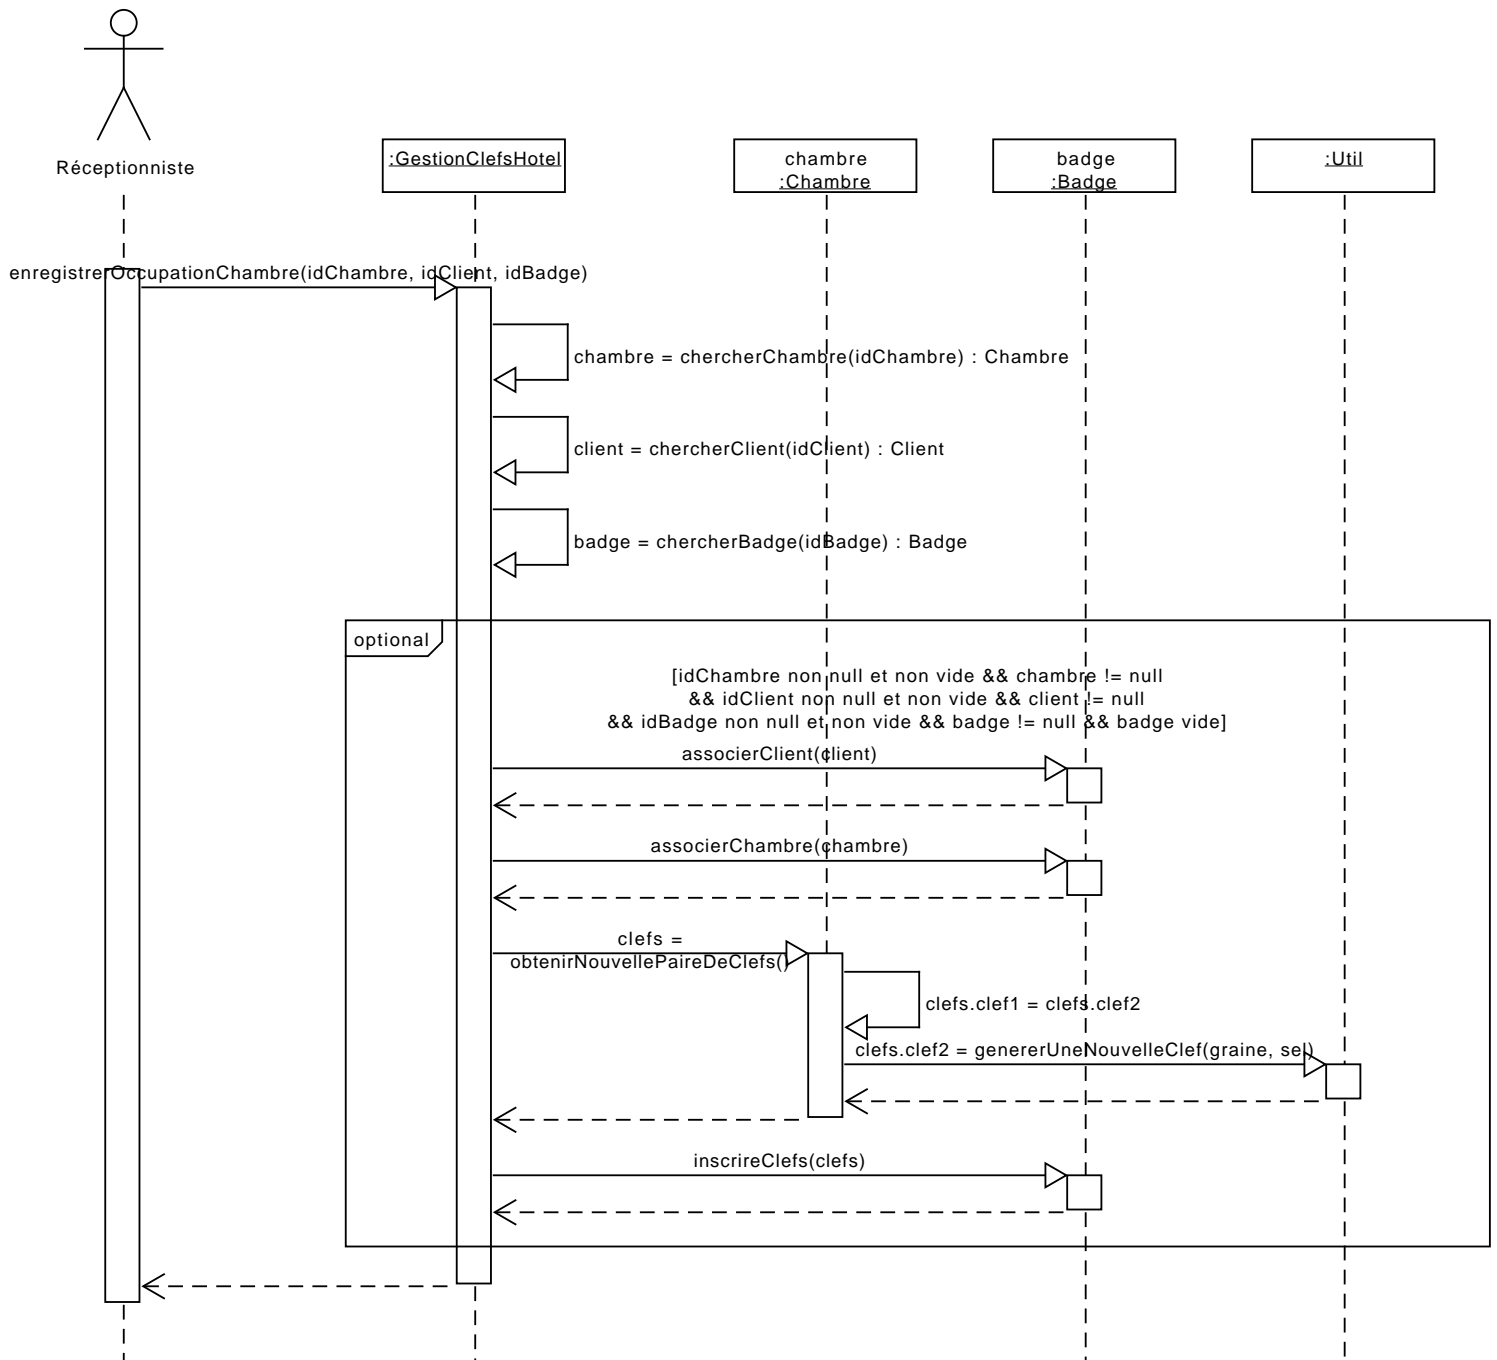 Réceptionniste
:GestionClefsHotel
chambre
:Chambre
badge
:Badge
:Util
enregistrerOccupationChambre(idChambre, idClient, idBadge)
chambre = chercherChambre(idChambre) : Chambre
client = chercherClient(idClient) : Client
badge = chercherBadge(idBadge) : Badge
optional
[idChambre non null et non vide && chambre != null
&& idClient non null et non vide && client != null
&& idBadge non null et non vide && badge != null && badge vide]
associerClient(client)
associerChambre(chambre)
clefs =
obtenirNouvellePaireDeClefs()
clefs.clef1 = clefs.clef2
clefs.clef2 = genererUneNouvelleClef(graine, sel)
inscrireClefs(clefs)